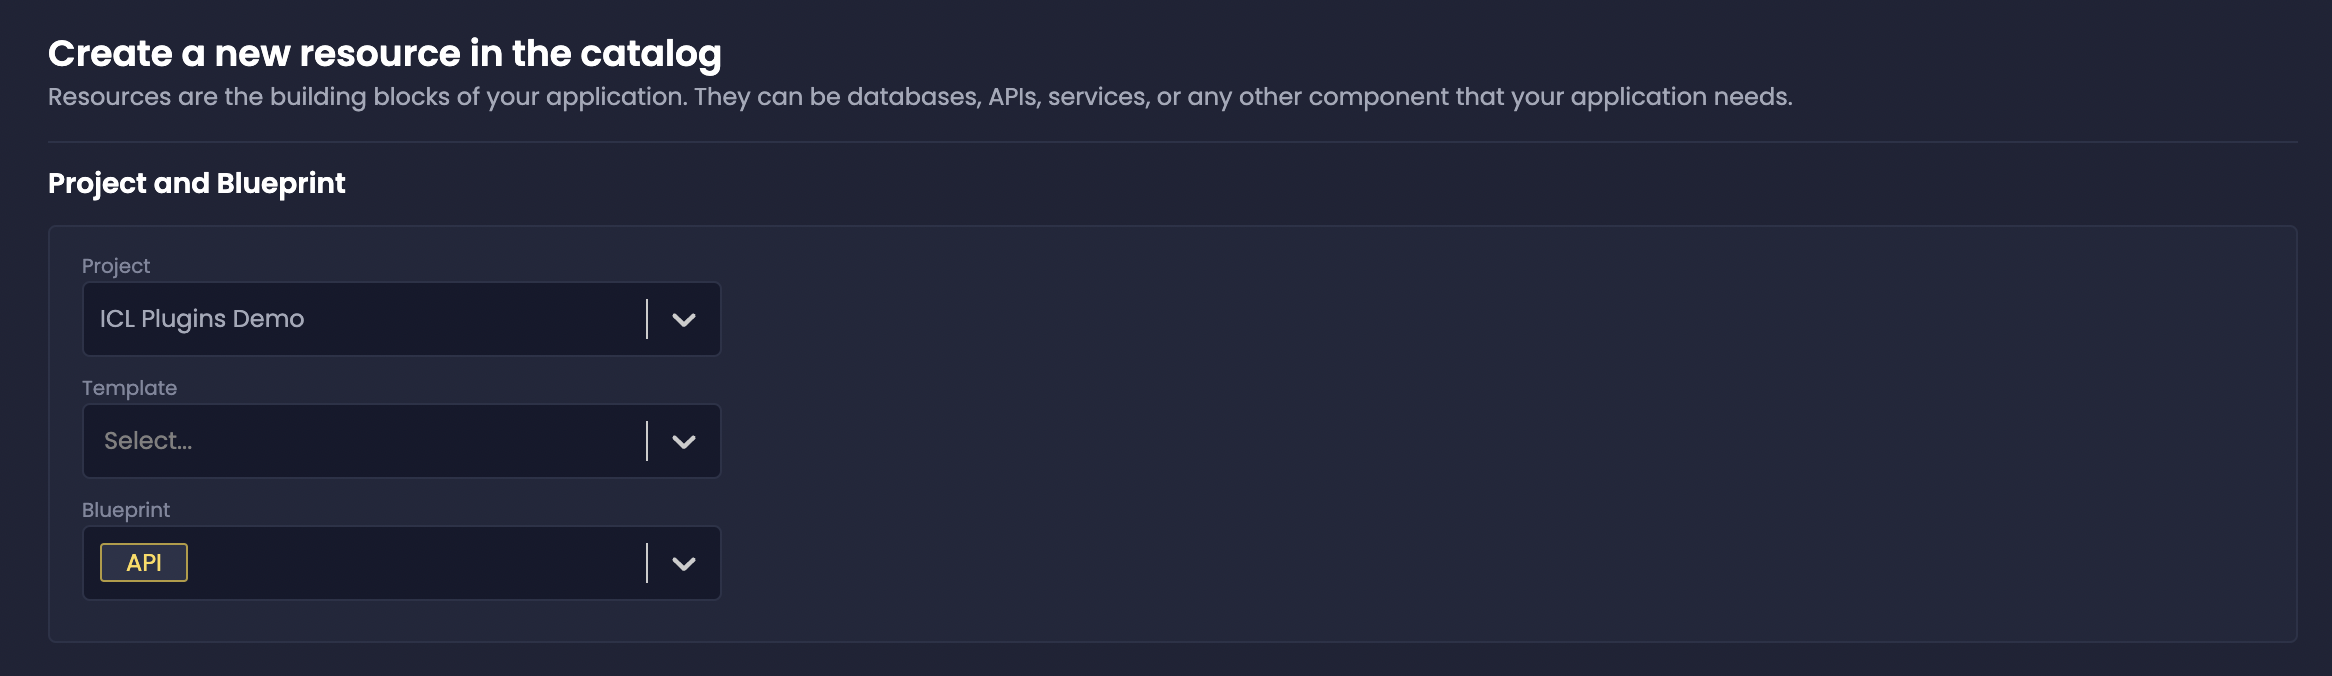 Create a new resource in the catalog
Resources are the building blocks of your application. They can be databases, APIs, services, or any other component that your application needs.
Project and Blueprint
Project
ICL Plugins Demo
Template
Select...
Blueprint
API